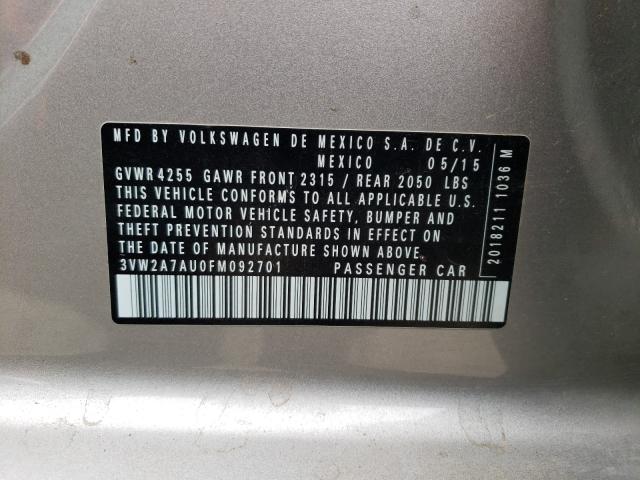 MFD BY VOLKSWAGEN DE MEXICO S.A. DE C.V.
MEXICO 05/15
GVWR 4255 GAWR FRONT 2315 / REAR 2050 LBS
THIS VEHICLE CONFORMS TO ALL APPLICABLE U.S.
FEDERAL MOTOR VEHICLE SAFETY, BUMPER AND
THEFT PREVENTION STANDARDS IN EFFECT ON
THE DATE OF MANUFACTURE SHOWN ABOVE.
3VW2A7AU0FM092701 PASSENGER CAR
2018211 1036 M